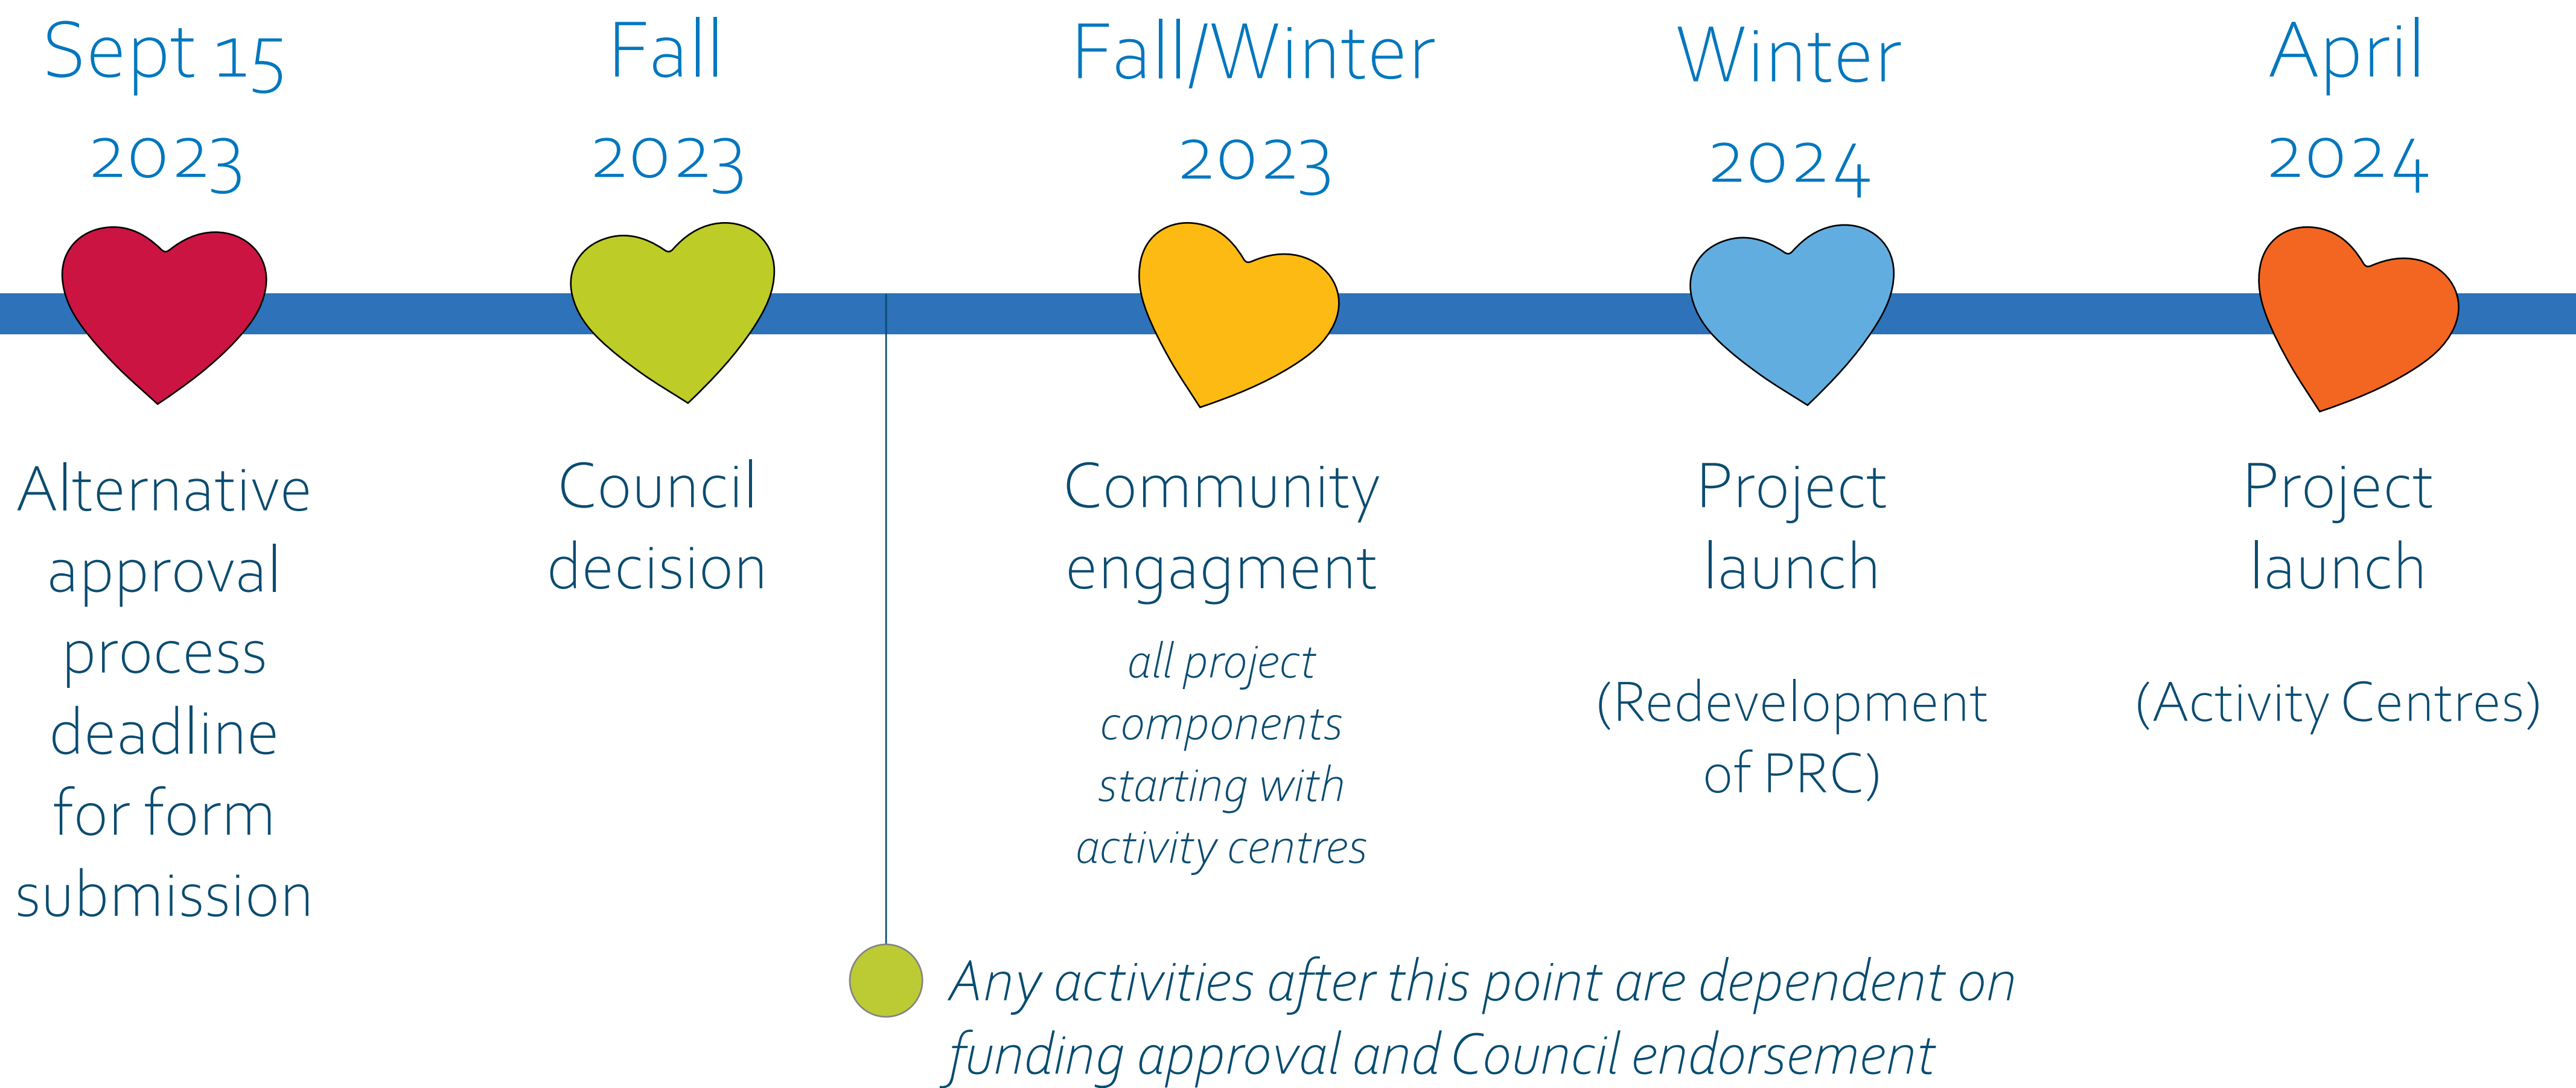 Sept 15
2023
Alternative
approval
process
deadline
for form
submission
Fall
2023
Council
decision
Fall/Winter
2023
Community
engagment
all project
components
starting with
activity centres
Winter
2024
Project
launch
(Redevelopment
of PRC)
April
2024
Project
launch
(Activity Centres)
Any activities after this point are dependent on
funding approval and Council endorsement